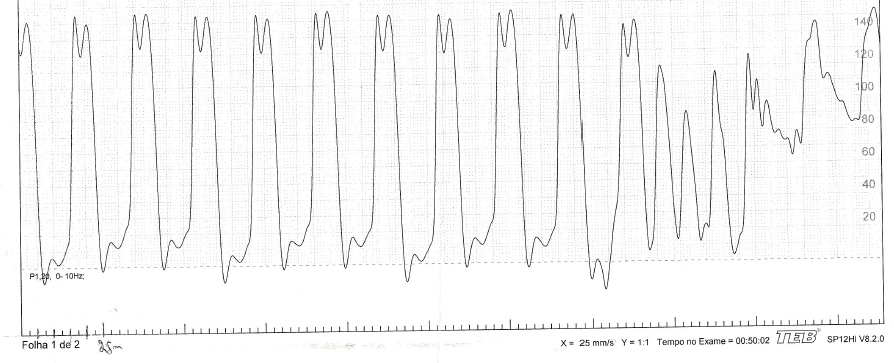 140
120
100
80
60
40
20
P1,20, 0- 10Hz;
Folha 1 de 2
X = 25 mm/s Y = 1:1 Tempo no Exame = 00:50:02 TEB® SP12Hi V8.2.0